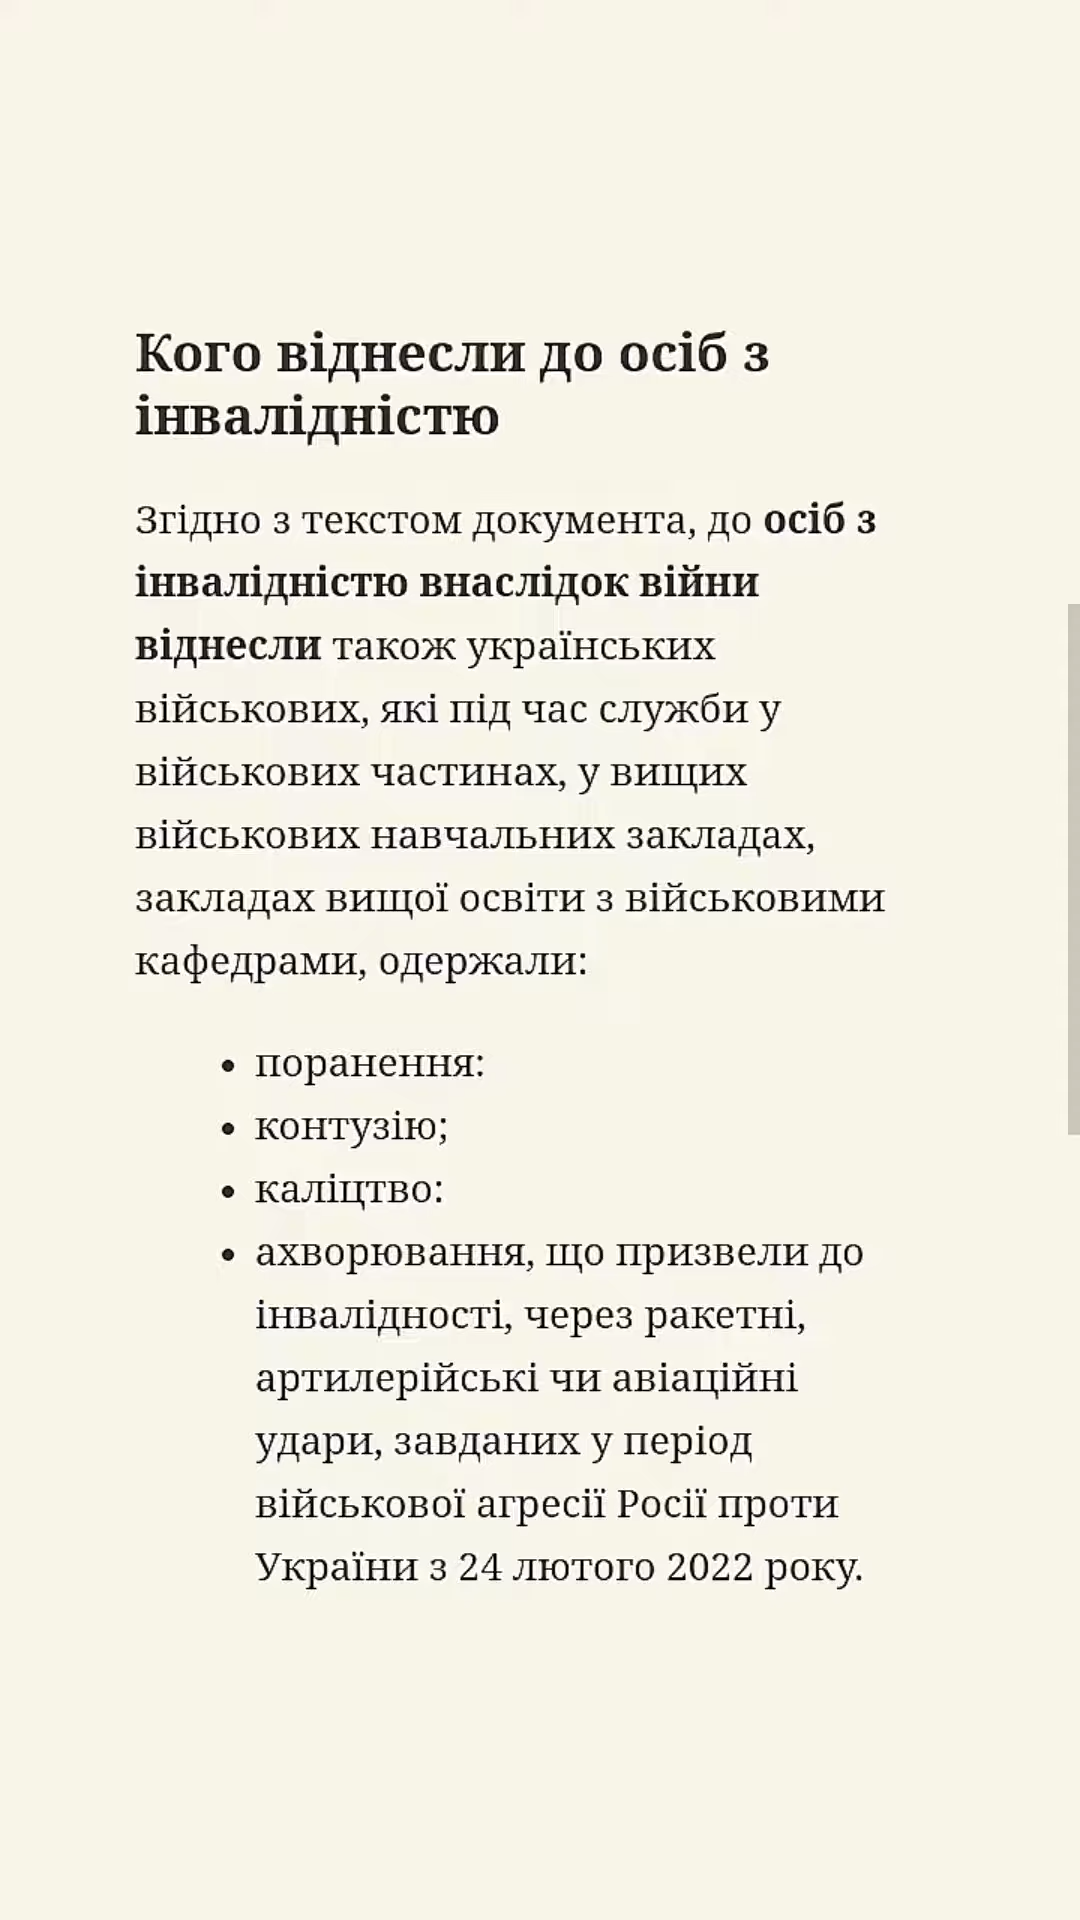 Кого віднесли до осіб з
інвалідністю
Згідно з текстом документа, до осіб з
інвалідністю внаслідок війни
віднесли також українських
військових, які під час служби у
військових частинах, у вищих
військових навчальних закладах,
закладах вищої освіти з військовими
кафедрами, одержали:
• поранення:
• контузію;
• каліцтво:
• ахворювання, що призвели до
інвалідності, через ракетні,
артилерійські чи авіаційні
удари, завданих у період
військової агресії Росії проти
України з 24 лютого 2022 року.